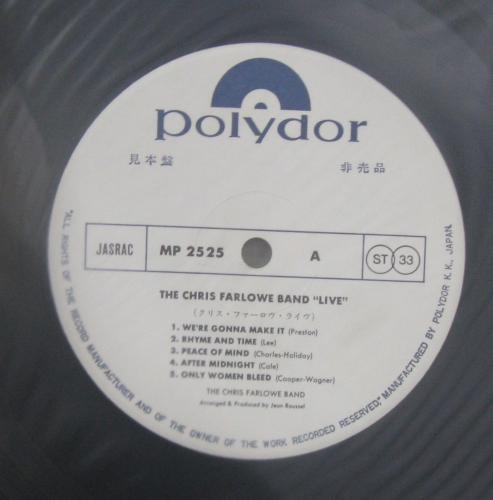 polydor
見本盤
非売品
JASRAC
MP 2525
A
ST 33
THE CHRIS FARLOWE BAND "LIVE"
(クリス・ファーロウ・ライヴ)
1. WE'RE GONNA MAKE IT (Preston)
2. RHYME AND TIME (Lee)
3. PEACE OF MIND (Charles-Holiday)
4. AFTER MIDNIGHT (Cale)
5. ONLY WOMEN BLEED (Cooper-Wagner)
THE CHRIS FARLOWE BAND
Arranged & Produced by Jean Roussel
"ALL RIGHTS OF THE RECORD MANUFACTURER AND OF THE OWNER OF THE WORK RECORDED RESERVED," MANUFACTURED BY POLYDOR K.K., JAPAN.